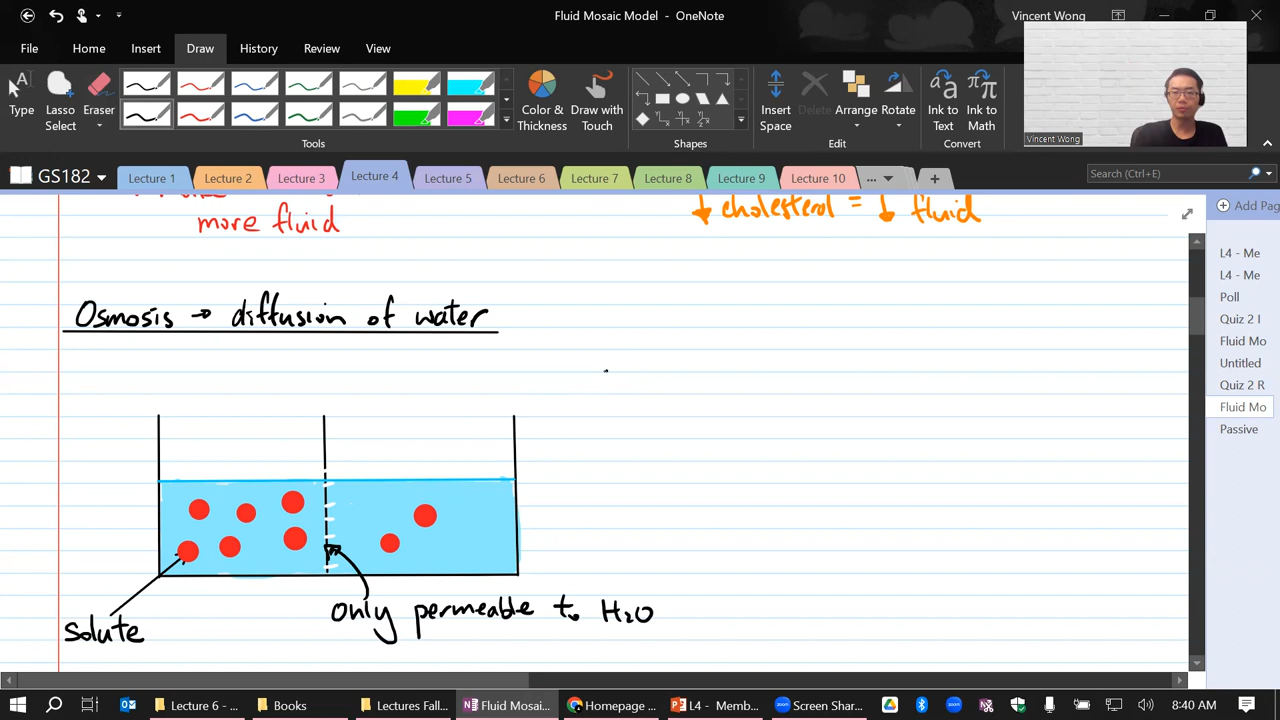 Fluid Mosaic Model - OneNote
Vincent Wong
File Home Insert Draw History Review View
Type
Lasso Select
Eraser
Color & Thickness
Draw with Touch
Insert Space
Delete
Arrange
Rotate
Ink to Text
Ink to Math
Tools
Shapes
Edit
Convert
Vincent Wong
GS182
Lecture 1 Lecture 2 Lecture 3 Lecture 4 Lecture 5 Lecture 6 Lecture 7 Lecture 8 Lecture 9 Lecture 10 ...
Search (Ctrl+E)
Add Pag
L4 - Me
L4 - Me
Poll
Quiz 2 I
Fluid Mo
Untitled
Quiz 2 R
Fluid Mo
Passive
more fluid
↓ cholesterol = ↓ fluid
Osmosis → diffusion of water
only permeable to H₂O
solute
Lecture 6 - Books Lectures Fall... Fluid Mosai... Homepage ... L4 - Memb... Screen Shar... 8:40 AM